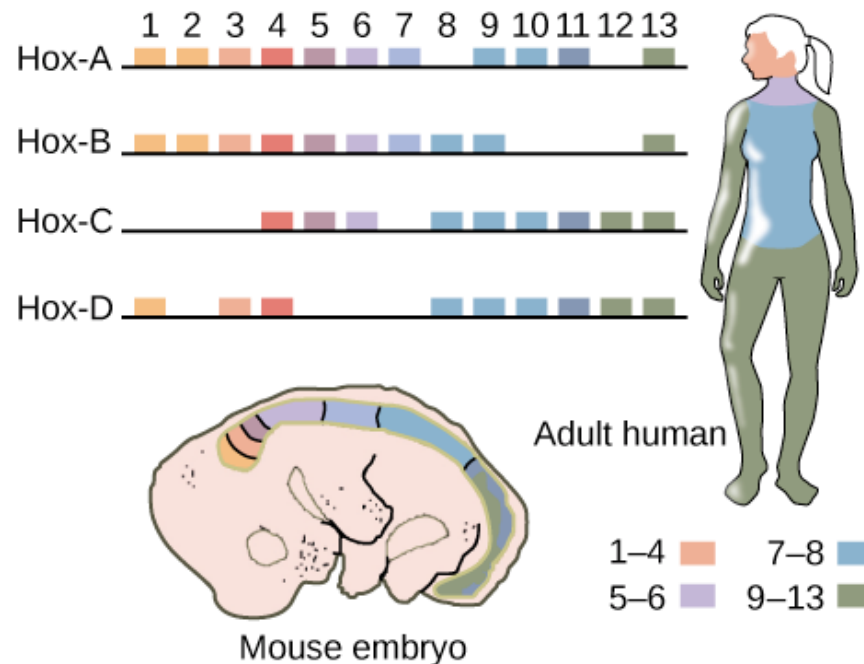 1 2 3 4 5 6 7 8 9 10 11 12 13
Hox-A
Hox-B
Hox-C
Hox-D
Adult human
1–4 7–8
5–6 9–13
Mouse embryo